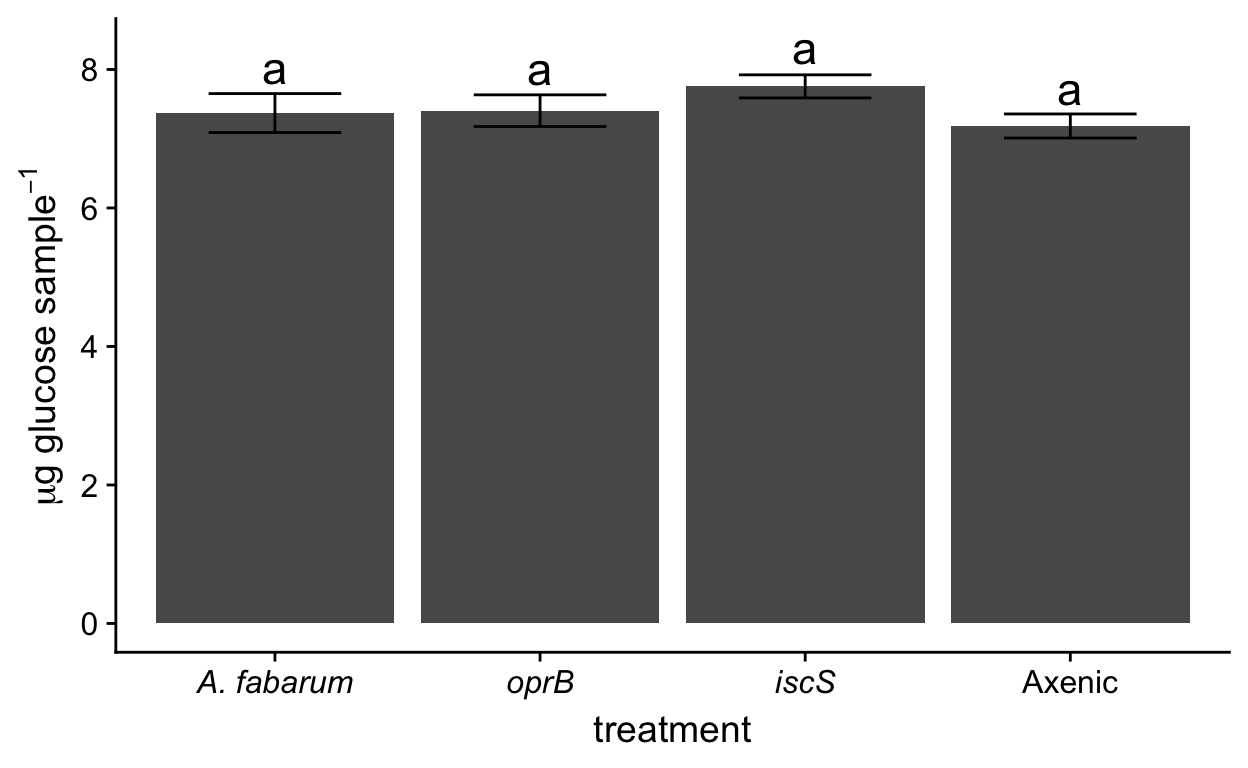 a a a a
8
6
4
2
0
μg glucose sample⁻¹
A. fabarum oprB iscS Axenic
treatment